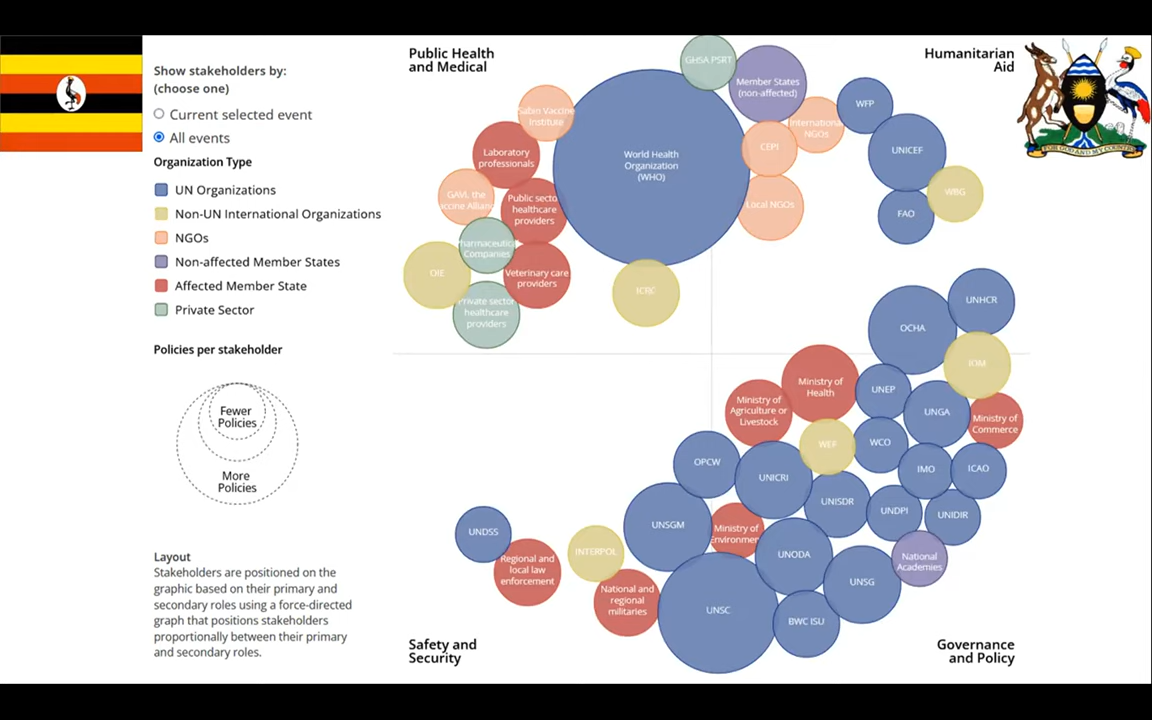 Show stakeholders by:
(choose one)
Current selected event
All events
Organization Type
UN Organizations
Non-UN International Organizations
NGOs
Non-affected Member States
Affected Member State
Private Sector
Policies per stakeholder
Fewer
Policies
More
Policies
Layout
Stakeholders are positioned on the
graphic based on their primary and
secondary roles using a force-directed
graph that positions stakeholders
proportionally between their primary
and secondary roles.
Public Health
and Medical
Humanitarian
Aid
GHSA PSRT
Member States
(non-affected)
Sabin Vaccine
Institute
International
NGOs
WFP
Laboratory
professionals
World Health
Organization
(WHO)
CEPI
UNICEF
GAVI, the
Public secto
healthcare
providers
Local NGOs
WBG
FAO
harmaceutica
Companies
OIE
Veterinary care
providers
ICRC
Private sector
healthcare
providers
UNHCR
OCHA
IOM
Ministry of
Health
UNEP
Ministry of
Agriculture or
Livestock
UNGA
Ministry of
Commerce
WEF
WCO
OPCW
UNICRI
IMO
ICAO
UNISDR
UNDPI
UNIDIR
UNSGM
Ministry of
Environmen
UNDSS
INTERPOL
UNODA
National
Academies
Regional and
local law
enforcement
UNSG
National and
regional
militaries
UNSC
BWC ISU
Safety and
Security
Governance
and Policy
FOR GOD AND MY COUNTRY